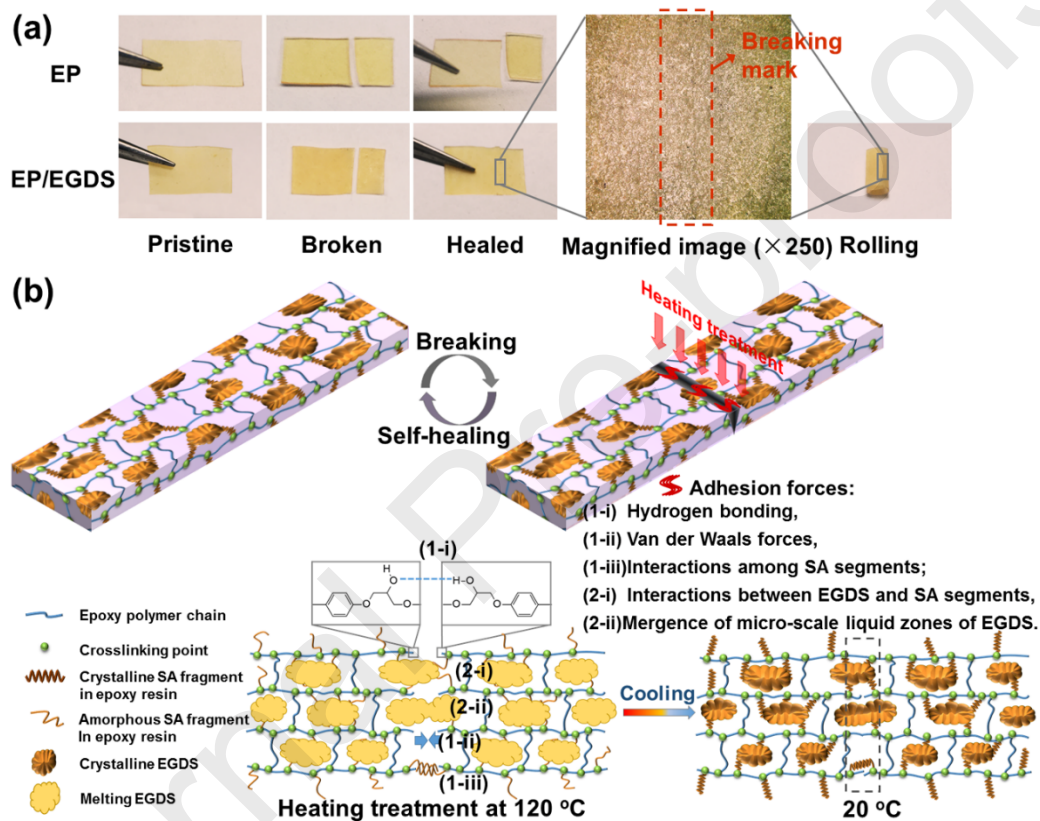 (a)
EP
EP/EGDS
Breaking
mark
Pristine
Broken
Healed
Magnified image (×250)
Rolling
(b)
Breaking
Self-healing
Heating treatment
Adhesion forces:
(1-i) Hydrogen bonding,
(1-ii) Van der Waals forces,
(1-iii)Interactions among SA segments;
(2-i) Interactions between EGDS and SA segments,
(2-ii)Mergence of micro-scale liquid zones of EGDS.
(1-i)
H
O
H-O
O
O
O
O
Epoxy polymer chain
Crosslinking point
Crystalline SA fragment
in epoxy resin
Amorphous SA fragment
In epoxy resin
Crystalline EGDS
Melting EGDS
(2-i)
(2-ii)
(1-ii)
(1-iii)
Heating treatment at 120 ºC
Cooling
20 ºC